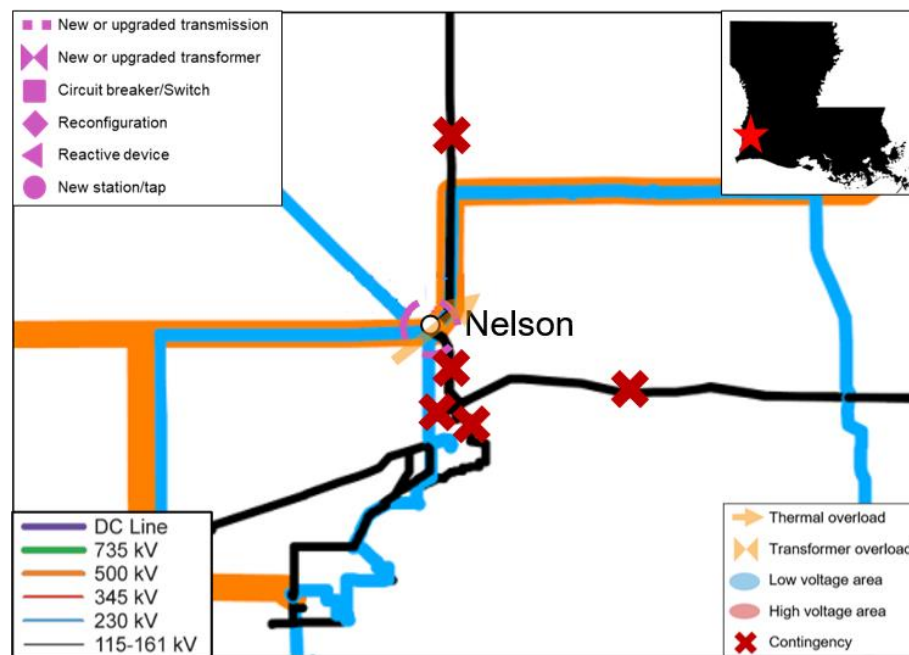 New or upgraded transmission
New or upgraded transformer
Circuit breaker/Switch
Reconfiguration
Reactive device
New station/tap
Nelson
DC Line
735 kV
500 kV
345 kV
230 kV
115-161 kV
Thermal overload
Transformer overload
Low voltage area
High voltage area
Contingency